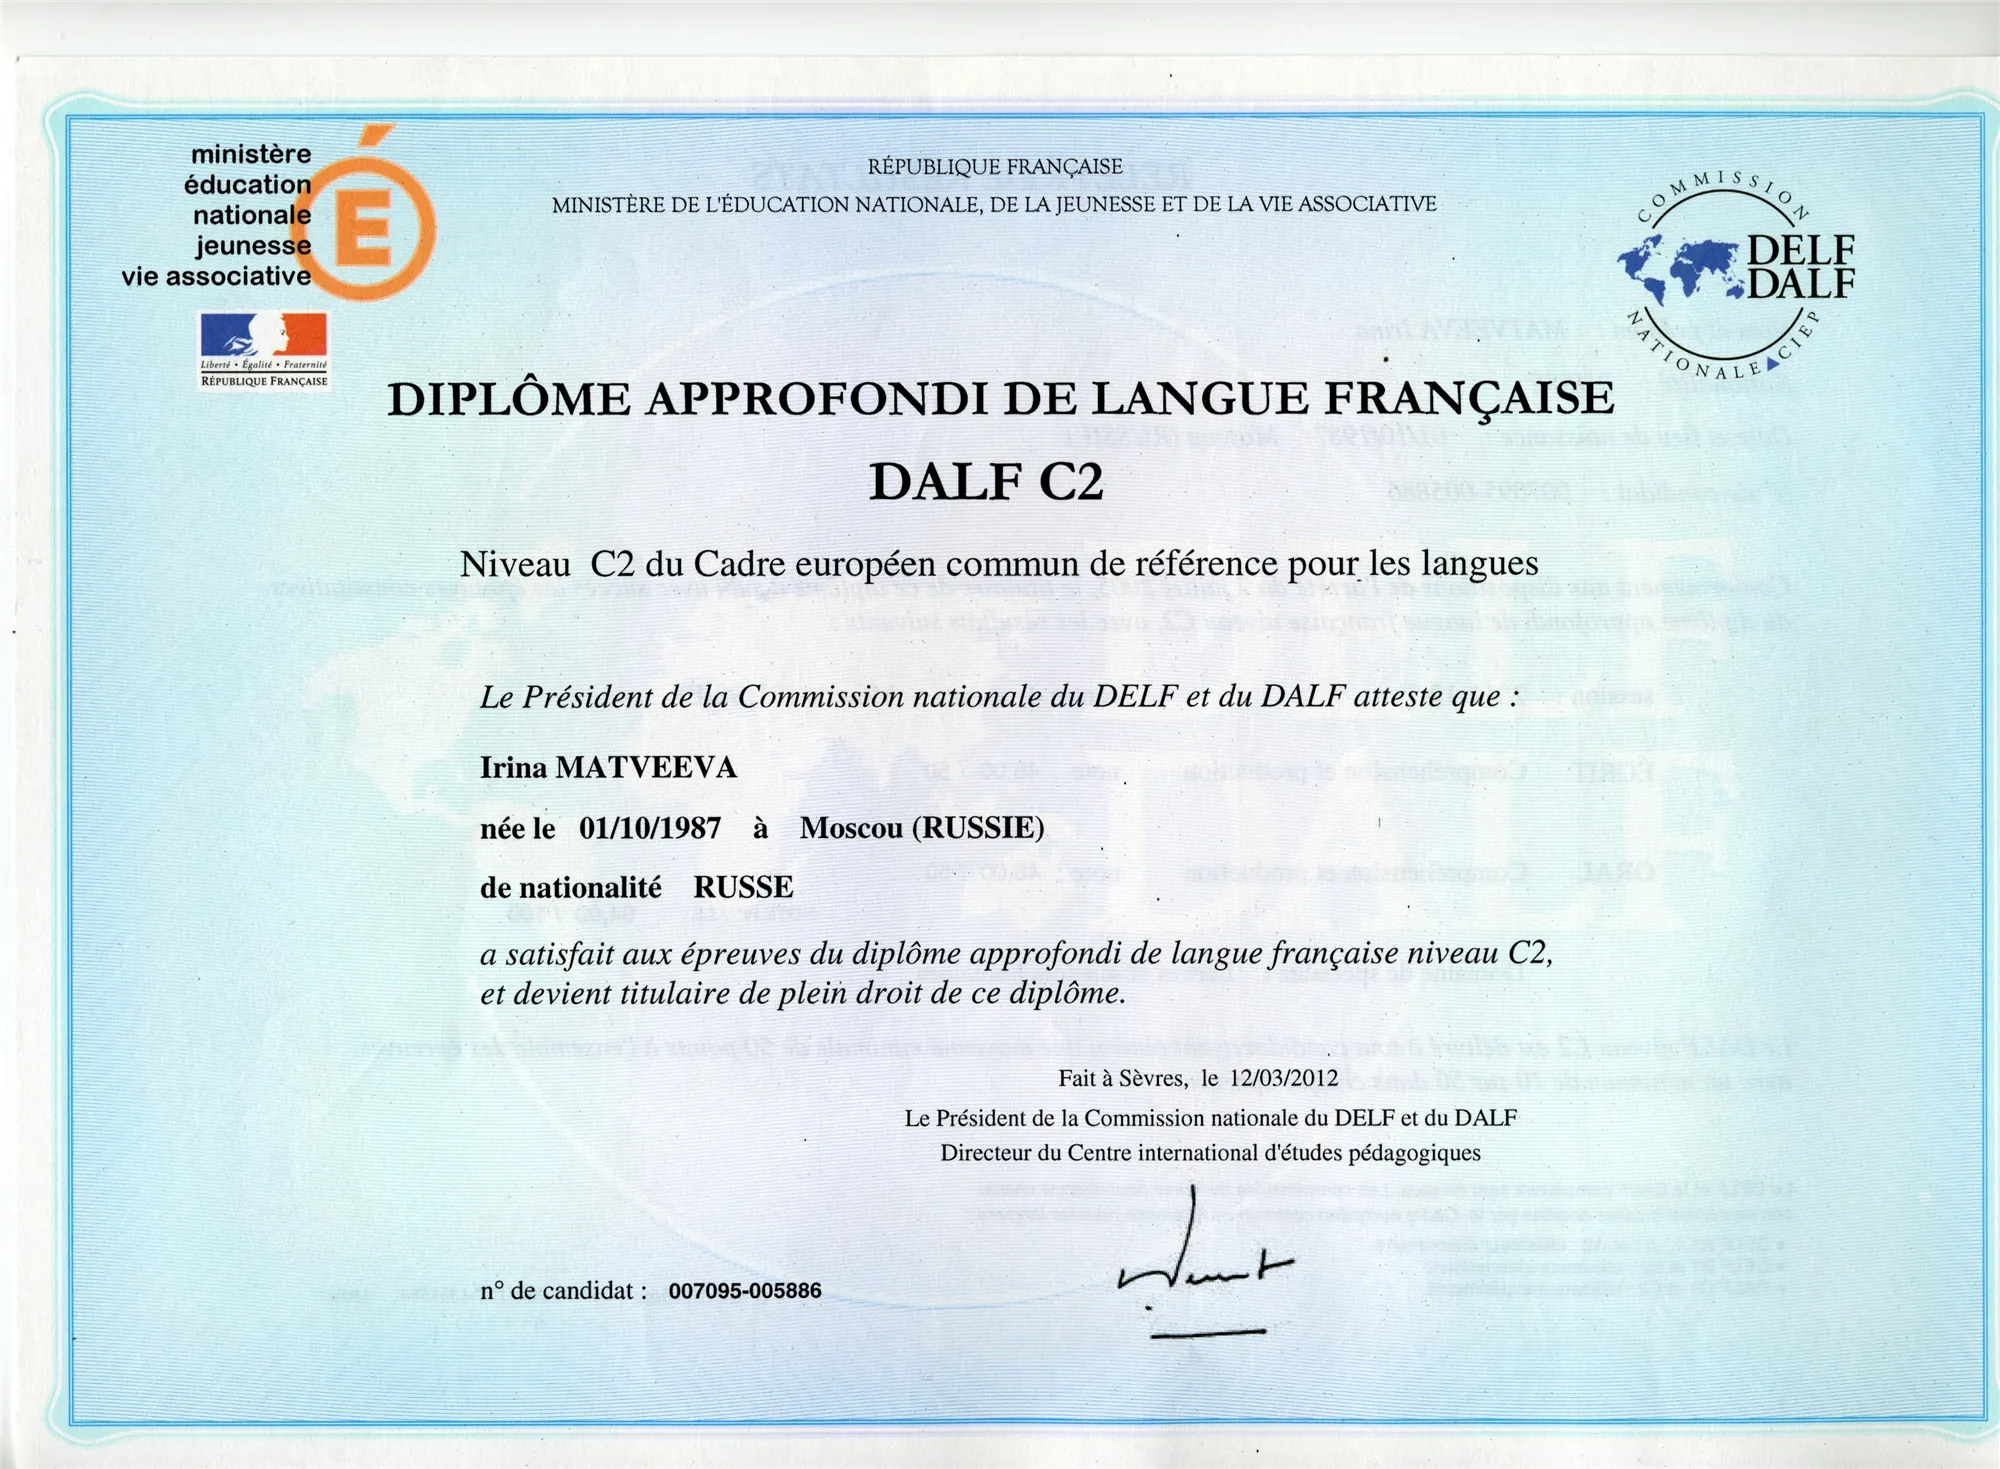 ministère
éducation
nationale
jeunesse
vie associative
É
Liberté • Égalité • Fraternité
RÉPUBLIQUE FRANÇAISE
RÉPUBLIQUE FRANÇAISE
MINISTÈRE DE L'ÉDUCATION NATIONALE, DE LA JEUNESSE ET DE LA VIE ASSOCIATIVE
COMMISSION
DELF
DALF
NATIONALE CIEP
DIPLÔME APPROFONDI DE LANGUE FRANÇAISE
DALF C2
Niveau C2 du Cadre européen commun de référence pour les langues
Le Président de la Commission nationale du DELF et du DALF atteste que :
Irina MATVEEVA
née le 01/10/1987 à Moscou (RUSSIE)
de nationalité RUSSE
a satisfait aux épreuves du diplôme approfondi de langue française niveau C2,
et devient titulaire de plein droit de ce diplôme.
Fait à Sèvres, le 12/03/2012
Le Président de la Commission nationale du DELF et du DALF
Directeur du Centre international d'études pédagogiques
n° de candidat : 007095-005886